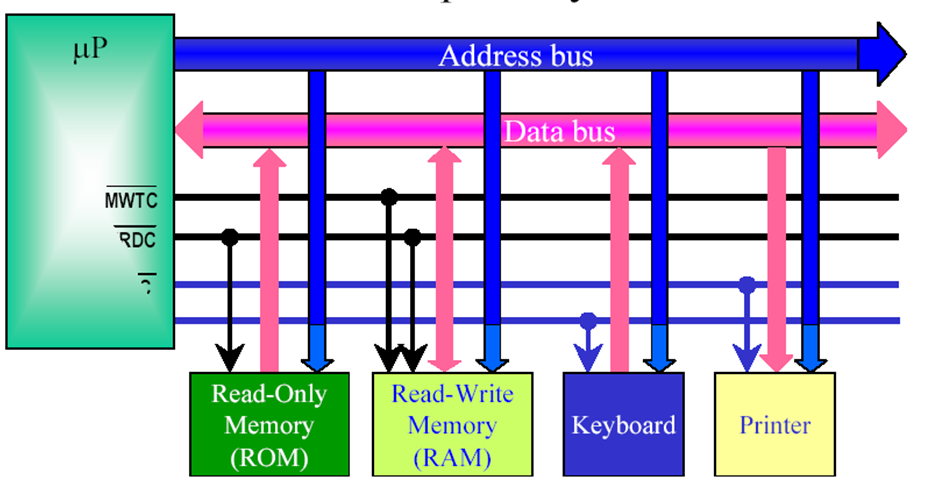 µP
Address bus
Data bus
MWTC
RDC
Read-Only
Memory
(ROM)
Read-Write
Memory
(RAM)
Keyboard
Printer